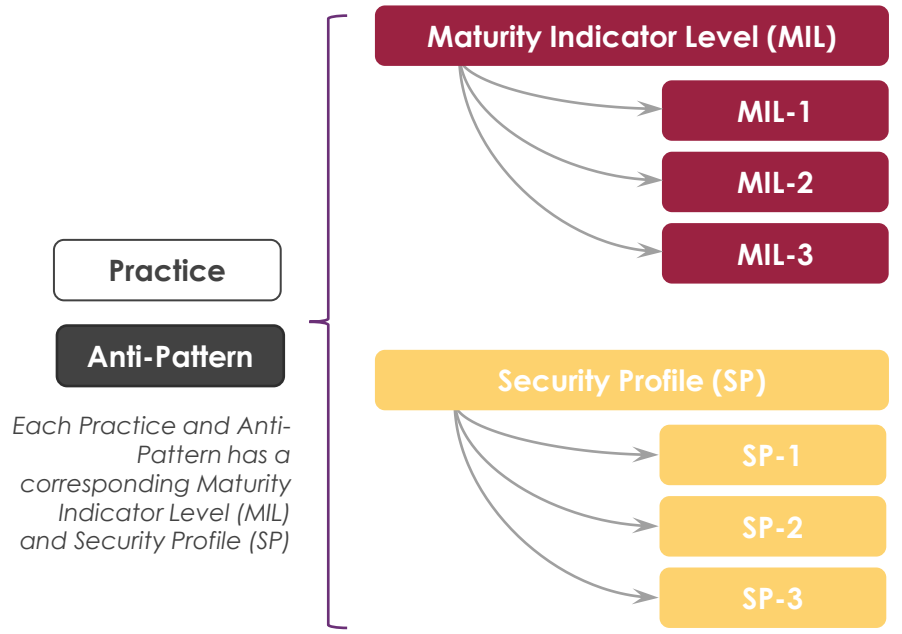 Maturity Indicator Level (MIL)
MIL-1
MIL-2
MIL-3
Practice
Anti-Pattern
Each Practice and Anti-
Pattern has a
corresponding Maturity
Indicator Level (MIL)
and Security Profile (SP)
Security Profile (SP)
SP-1
SP-2
SP-3